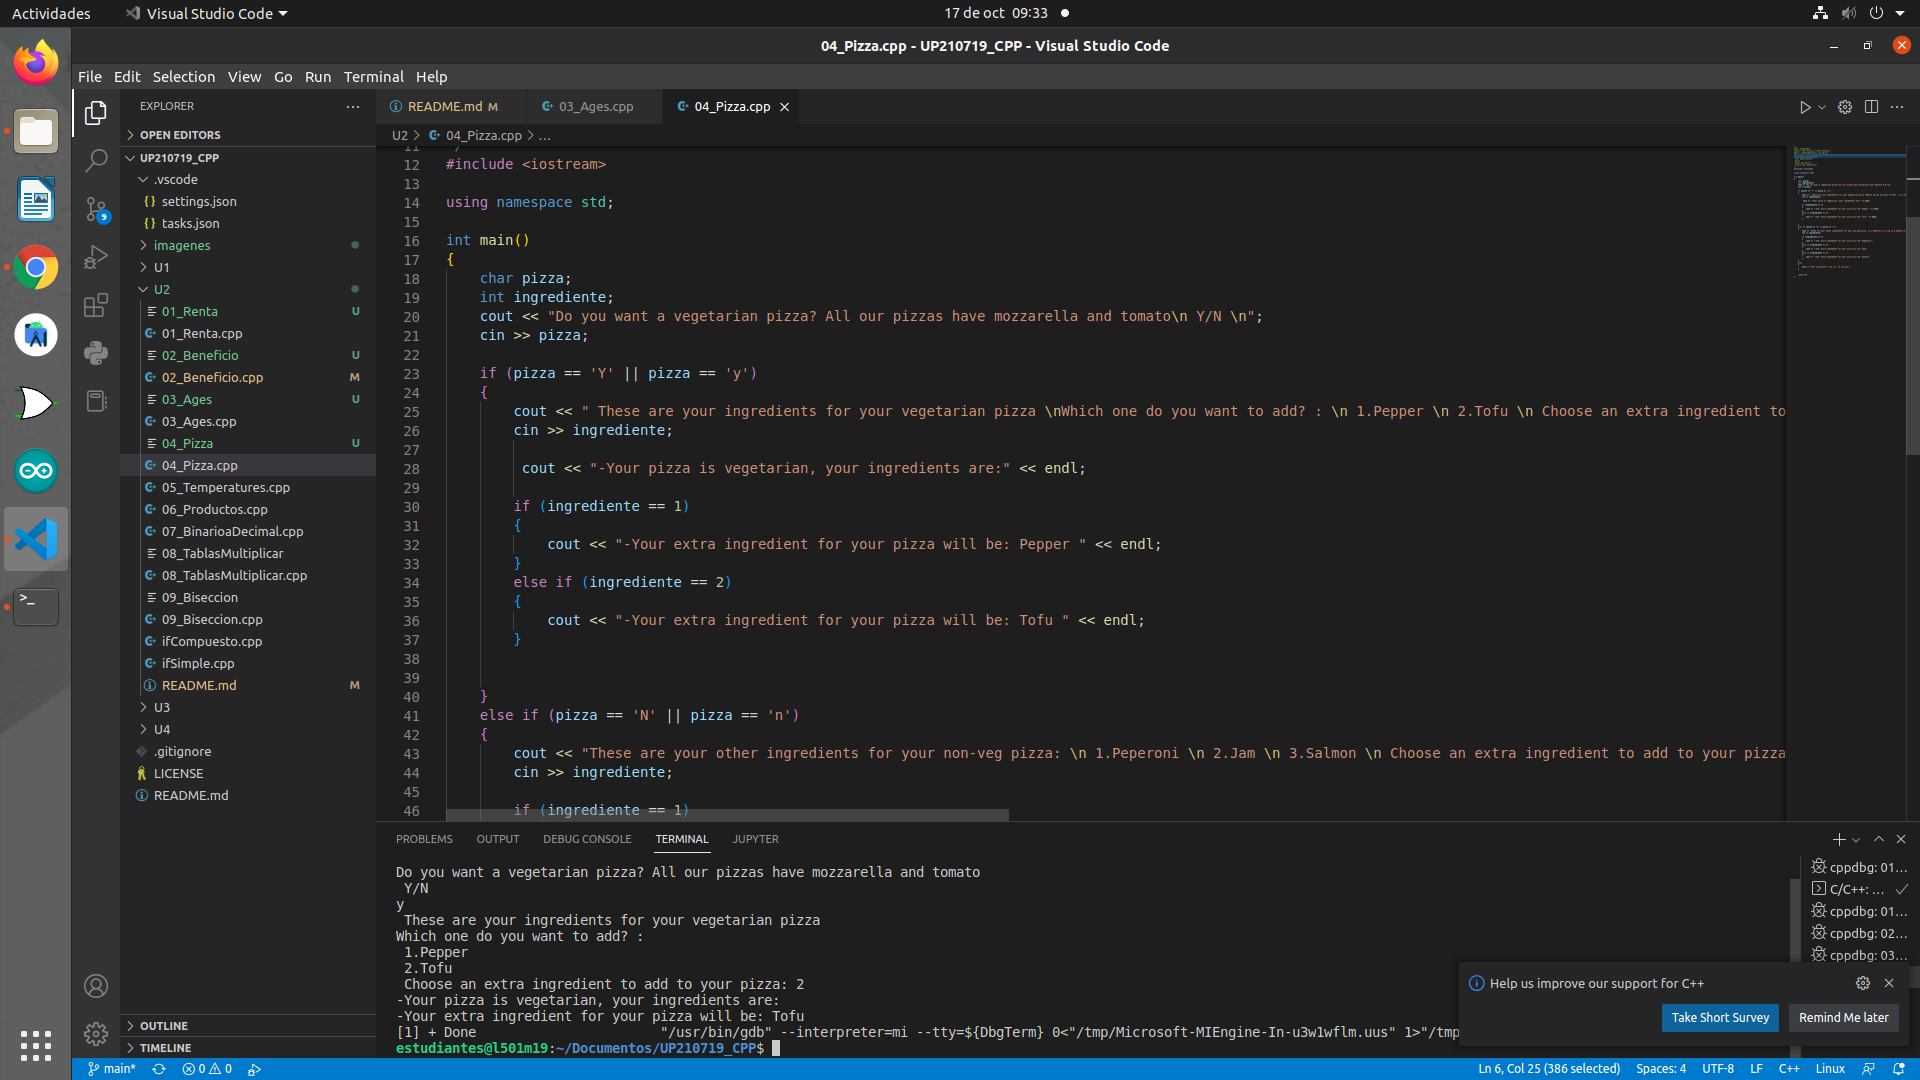 Actividades
Visual Studio Code
17 de oct 09:33
04_Pizza.cpp - UP210719_CPP - Visual Studio Code
File Edit Selection View Go Run Terminal Help
EXPLORER
OPEN EDITORS
UP210719_CPP
.vscode
settings.json
tasks.json
imagenes
U1
U2
01_Renta U
01_Renta.cpp
02_Beneficio U
02_Beneficio.cpp M
03_Ages U
03_Ages.cpp
04_Pizza U
04_Pizza.cpp
05_Temperatures.cpp
06_Productos.cpp
07_BinarioaDecimal.cpp
08_TablasMultiplicar
08_TablasMultiplicar.cpp
09_Biseccion
09_Biseccion.cpp
ifCompuesto.cpp
ifSimple.cpp
README.md M
U3
U4
.gitignore
LICENSE
README.md
OUTLINE
TIMELINE
9
README.md M
03_Ages.cpp
04_Pizza.cpp
U2 > 04_Pizza.cpp > ...
11
12 #include <iostream>
13
14 using namespace std;
15
16 int main()
17 {
18 char pizza;
19 int ingrediente;
20 cout << "Do you want a vegetarian pizza? All our pizzas have mozzarella and tomato\n Y/N \n";
21 cin >> pizza;
22
23 if (pizza == 'Y' || pizza == 'y')
24 {
25 cout << " These are your ingredients for your vegetarian pizza \nWhich one do you want to add? : \n 1.Pepper \n 2.Tofu \n Choose an extra ingredient to
26 cin >> ingrediente;
27
28 cout << "-Your pizza is vegetarian, your ingredients are:" << endl;
29
30 if (ingrediente == 1)
31 {
32 cout << "-Your extra ingredient for your pizza will be: Pepper " << endl;
33 }
34 else if (ingrediente == 2)
35 {
36 cout << "-Your extra ingredient for your pizza will be: Tofu " << endl;
37 }
38
39
40 }
41 else if (pizza == 'N' || pizza == 'n')
42 {
43 cout << "These are your other ingredients for your non-veg pizza: \n 1.Peperoni \n 2.Jam \n 3.Salmon \n Choose an extra ingredient to add to your pizza
44 cin >> ingrediente;
45
46 if (ingrediente == 1)
PROBLEMS OUTPUT DEBUG CONSOLE TERMINAL JUPYTER
Do you want a vegetarian pizza? All our pizzas have mozzarella and tomato
Y/N
y
These are your ingredients for your vegetarian pizza
Which one do you want to add? :
1.Pepper
2.Tofu
Choose an extra ingredient to add to your pizza: 2
-Your pizza is vegetarian, your ingredients are:
-Your extra ingredient for your pizza will be: Tofu
[1] + Done "/usr/bin/gdb" --interpreter=mi --tty=${DbgTerm} 0<"/tmp/Microsoft-MIEngine-In-u3w1wflm.uus" 1>"/tmp
estudiantes@l501m19:~/Documentos/UP210719_CPP$
cppdbg: 01...
C/C++: ...
cppdbg: 01...
cppdbg: 02...
cppdbg: 03...
Help us improve our support for C++
Take Short Survey
Remind Me later
main* 0 0
Ln 6, Col 25 (386 selected) Spaces: 4 UTF-8 LF C++ Linux